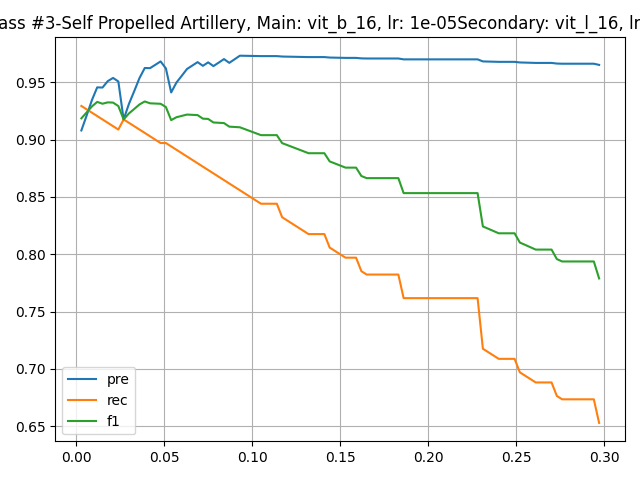 ass #3-Self Propelled Artillery, Main: vit_b_16, lr: 1e-05Secondary: vit_l_16, lr
0.95
0.90
0.85
0.80
0.75
0.70
0.65
pre
rec
f1
0.00 0.05 0.10 0.15 0.20 0.25 0.30